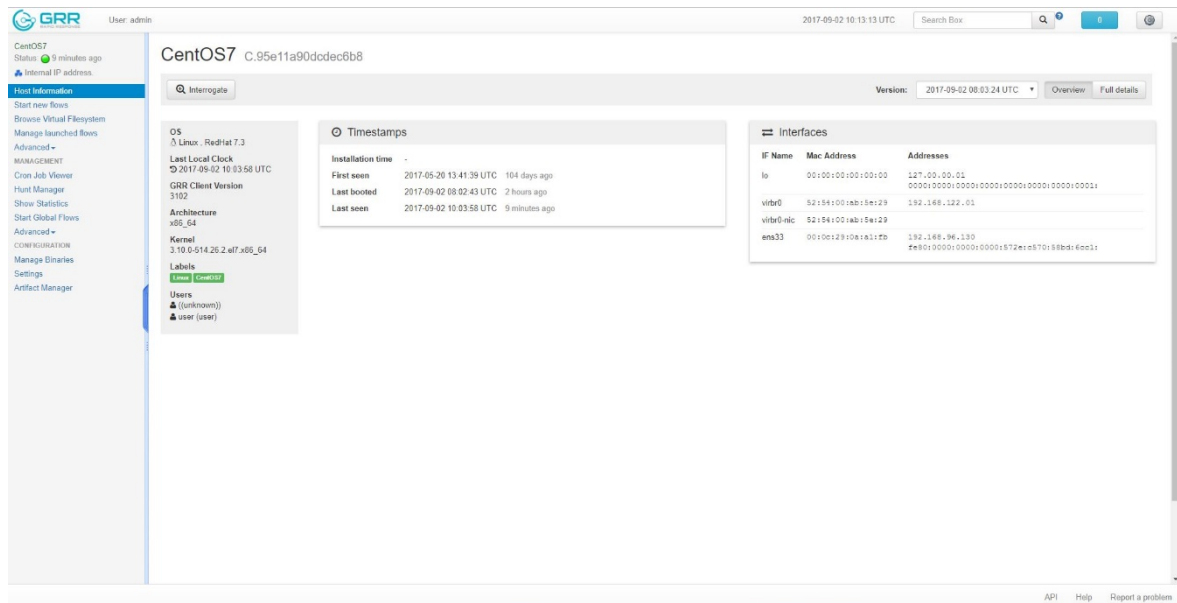 GRR
User: admin
2017-09-02 10:13:13 UTC
Search Box
0
CentOS7
Status: 9 minutes ago
Internal IP address.
Host Information
Start new flows
Browse Virtual Filesystem
Manage launched flows
Advanced
MANAGEMENT
Cron Job Viewer
Hunt Manager
Show Statistics
Start Global Flows
Advanced
CONFIGURATION
Manage Binaries
Settings
Artifact Manager
CentOS7 C.95e11a90dcdec6b8
Interrogate
Version: 2017-09-02 08:03:24 UTC Overview Full details
OS
Linux , RedHat 7.3
Last Local Clock
2017-09-02 10:03:58 UTC
GRR Client Version
3102
Architecture
x86_64
Kernel
3.10.0-514.26.2.el7.x86_64
Labels
Linux CentOS7
Users
((unknown))
user (user)
Timestamps
Installation time -
First seen 2017-05-20 13:41:39 UTC 104 days ago
Last booted 2017-09-02 08:02:43 UTC 2 hours ago
Last seen 2017-09-02 10:03:58 UTC 9 minutes ago
Interfaces
IF Name Mac Address Addresses
lo 00:00:00:00:00:00 127.00.00.01
0000:0000:0000:0000:0000:0000:0000:0001:
virbr0 52:54:00:ab:5e:29 192.168.122.01
virbr0-nic 52:54:00:ab:5e:29
ens33 00:0c:29:0a:a1:fb 192.168.96.130
fe80:0000:0000:0000:572e:c570:58bd:6cc1:
API Help Report a problem